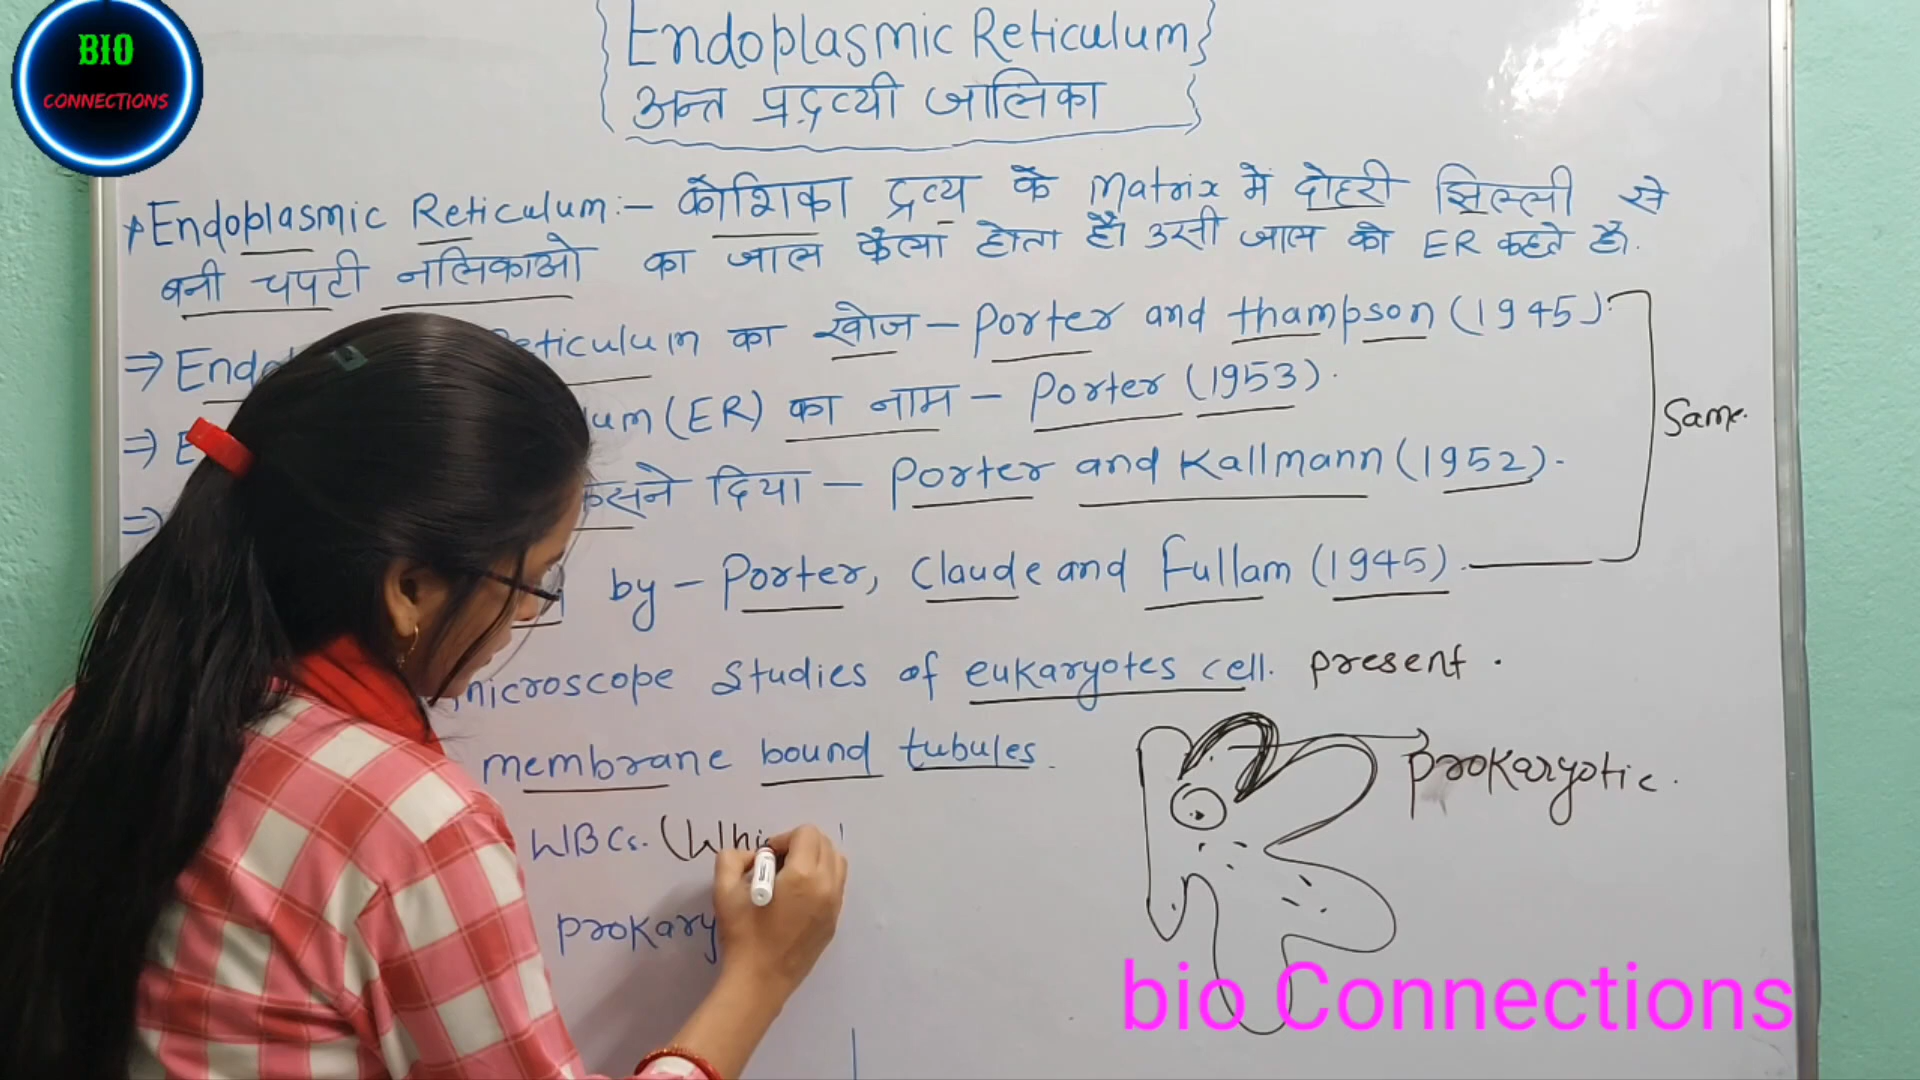 BIO
CONNECTIONS
Endoplasmic Reticulum
अन्त प्रद्रव्यी जालिका
Endoplasmic Reticulum:- कोशिका द्रव्य के Matrix में दोहरी झिल्ली से
बनी चपटी नलिकाओ का जाल फैला होता है। उसी जाल को ER कहते है।
⇒ Endo eticulum का खोज - Porter and thampson (1945).
⇒ E um (ER) का नाम - Porter (1953).
Same.
⇒ किसने दिया - Porter and Kallmann (1952).
by - Porter, Claude and Fullam (1945).
microscope Studies of eukaryotes cell. present.
membrane bound tubules.
prokaryotic.
WBCs. (Whi
prokary
bio Connections